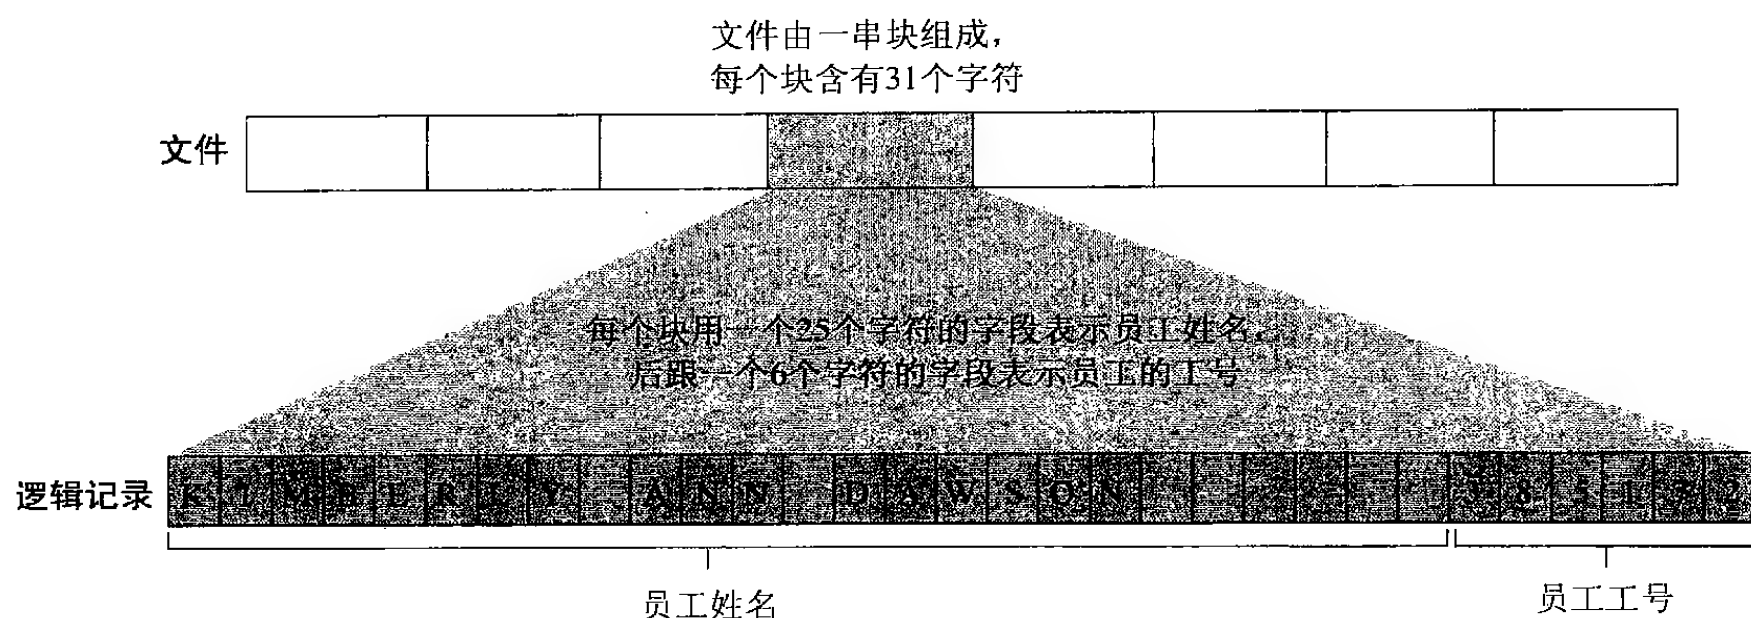 文件由一串块组成，
每个块含有31个字符
文件
每个块用一个25个字符的字段表示员工姓名，
后跟一个6个字符的字段表示员工的工号
逻辑记录 KIMBERLY ANN DAWSON
员工姓名
员工工号